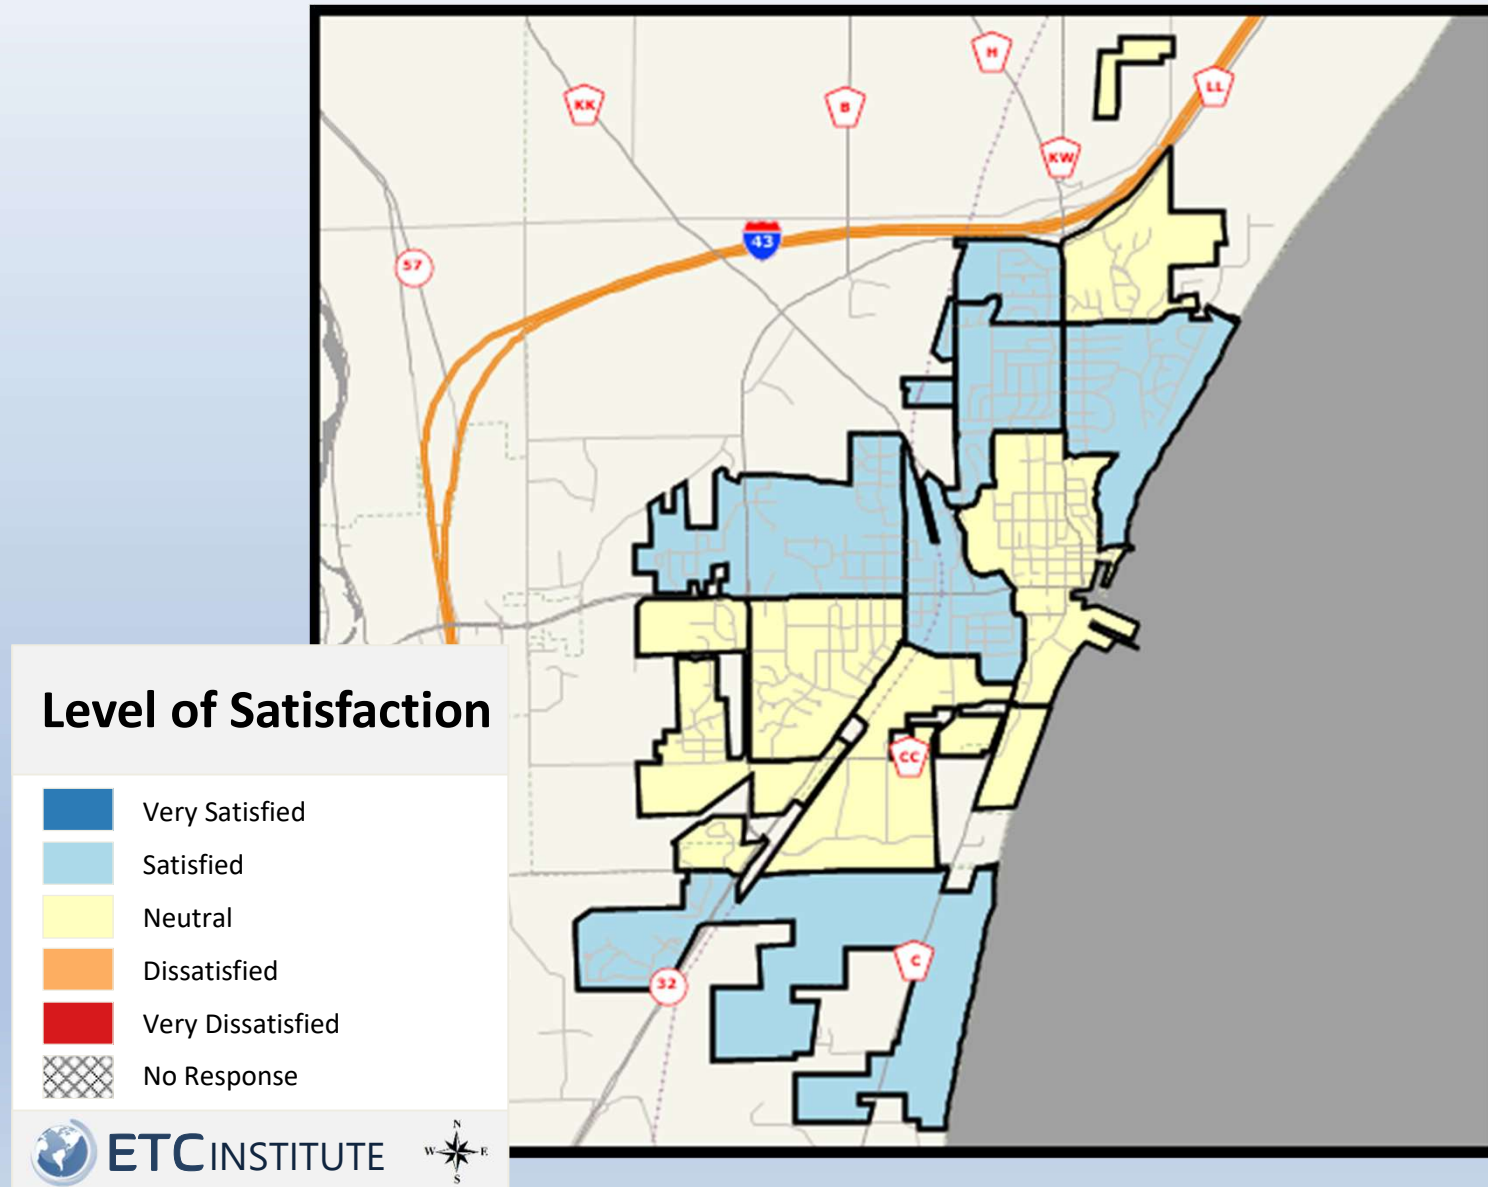 H
LL
KK
B
KW
43
57
CC
C
32
Level of Satisfaction
Very Satisfied
Satisfied
Neutral
Dissatisfied
Very Dissatisfied
No Response
ETC INSTITUTE
N
W E
S